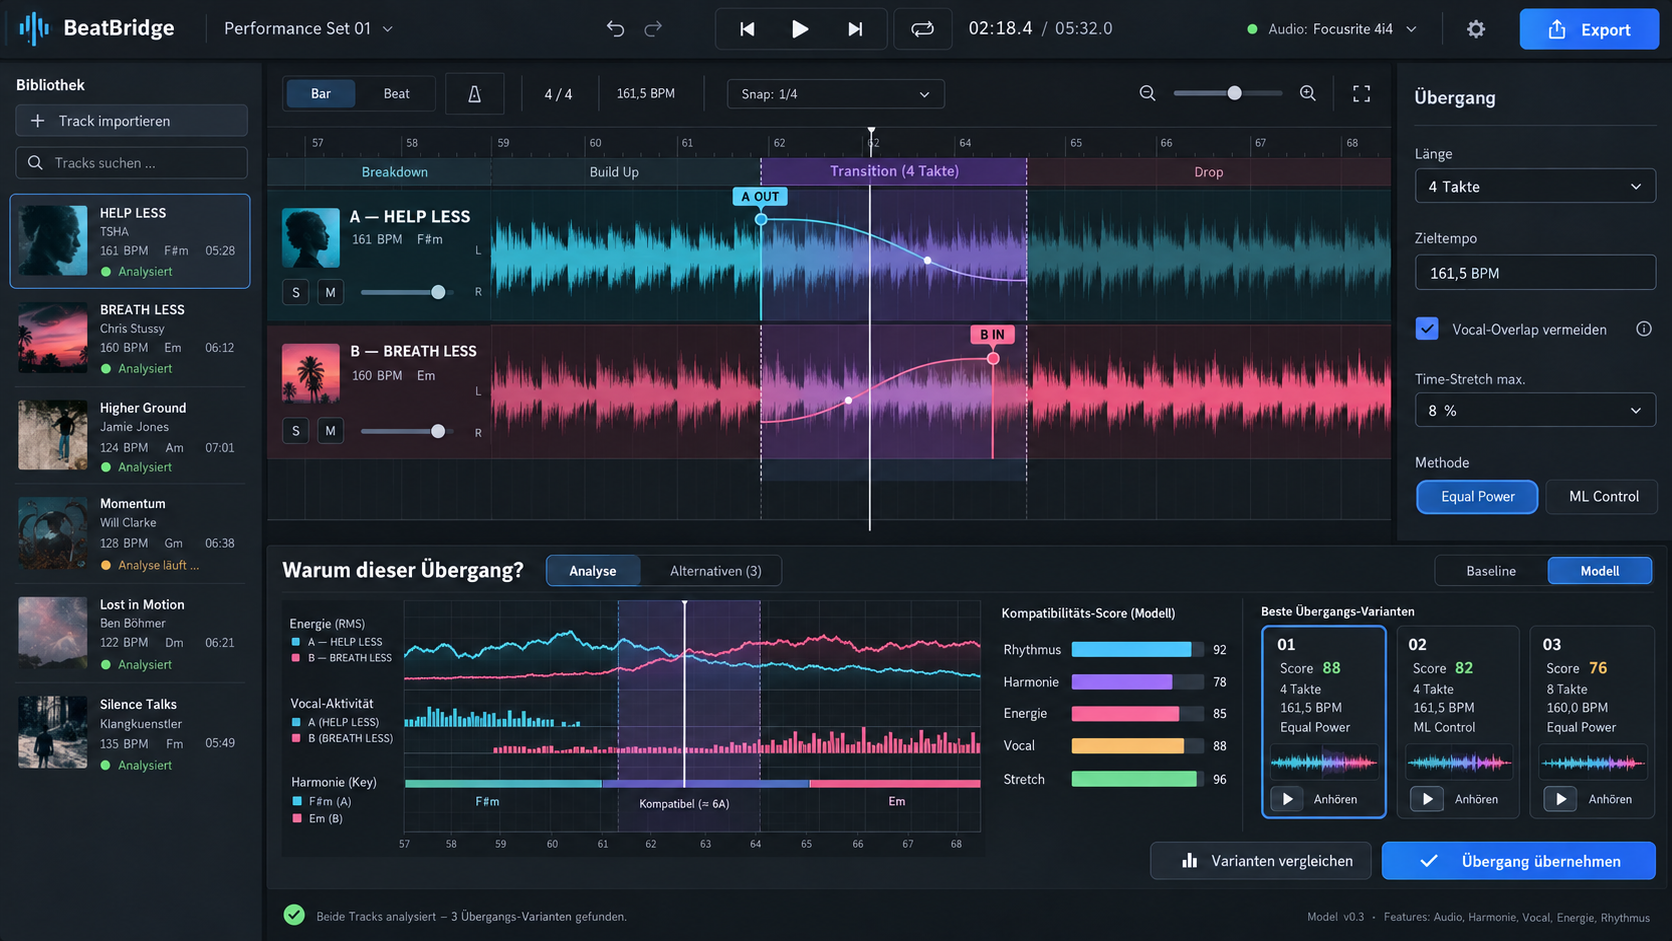 BeatBridge
Performance Set 01
02:18.4 / 05:32.0
Audio: Focusrite 4i4
Export
Bibliothek
Track importieren
Tracks suchen ...
HELP LESS
TSHA
161 BPM F#m 05:28
Analysiert
BREATH LESS
Chris Stussy
160 BPM Em 06:12
Analysiert
Higher Ground
Jamie Jones
124 BPM Am 07:01
Analysiert
Momentum
Will Clarke
128 BPM Gm 06:38
Analyse läuft ...
Lost in Motion
Ben Böhmer
122 BPM Dm 06:21
Analysiert
Silence Talks
Klangkuenstler
135 BPM Fm 05:49
Analysiert
Bar Beat 4 / 4 161,5 BPM Snap: 1/4
57 58 59 60 61 62 63 64 65 66 67 68
Breakdown Build Up Transition (4 Takte) Drop
A OUT
A — HELP LESS
161 BPM F#m
L
S M R
B IN
B — BREATH LESS
160 BPM Em
L
S M R
Übergang
Länge
4 Takte
Zieltempo
161,5 BPM
Vocal-Overlap vermeiden
Time-Stretch max.
8 %
Methode
Equal Power ML Control
Warum dieser Übergang?
Analyse Alternativen (3)
Baseline Modell
Energie (RMS)
A — HELP LESS
B — BREATH LESS
Vocal-Aktivität
A (HELP LESS)
B (BREATH LESS)
Harmonie (Key)
F#m (A)
Em (B)
F#m Kompatibel (≈ 6A) Em
57 58 59 60 61 62 63 64 65 66 67 68
Kompatibilitäts-Score (Modell)
Rhythmus 92
Harmonie 78
Energie 85
Vocal 88
Stretch 96
Beste Übergangs-Varianten
01
Score 88
4 Takte
161,5 BPM
Equal Power
Anhören
02
Score 82
4 Takte
161,5 BPM
ML Control
Anhören
03
Score 76
8 Takte
160,0 BPM
Equal Power
Anhören
Varianten vergleichen
Übergang übernehmen
Beide Tracks analysiert – 3 Übergangs-Varianten gefunden.
Model v0.3 • Features: Audio, Harmonie, Vocal, Energie, Rhythmus